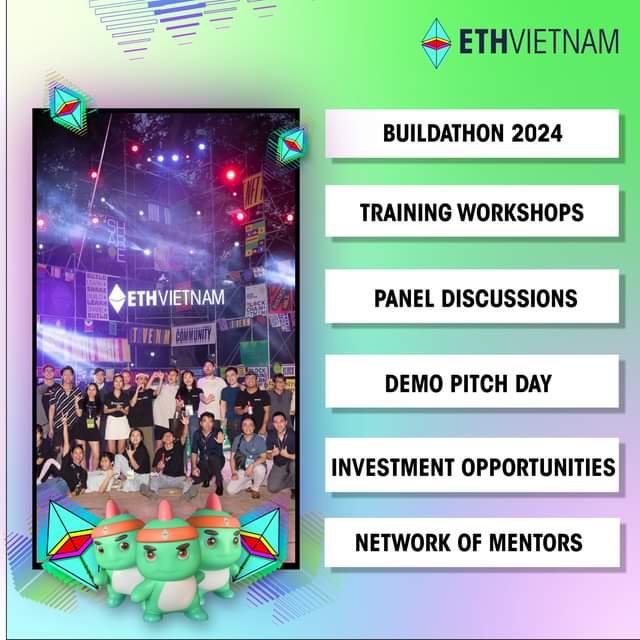 ETHVIETNAM
BUILDATHON 2024
TRAINING WORKSHOPS
PANEL DISCUSSIONS
DEMO PITCH DAY
INVESTMENT OPPORTUNITIES
NETWORK OF MENTORS
ETHVIETNAM
COMMUNITY